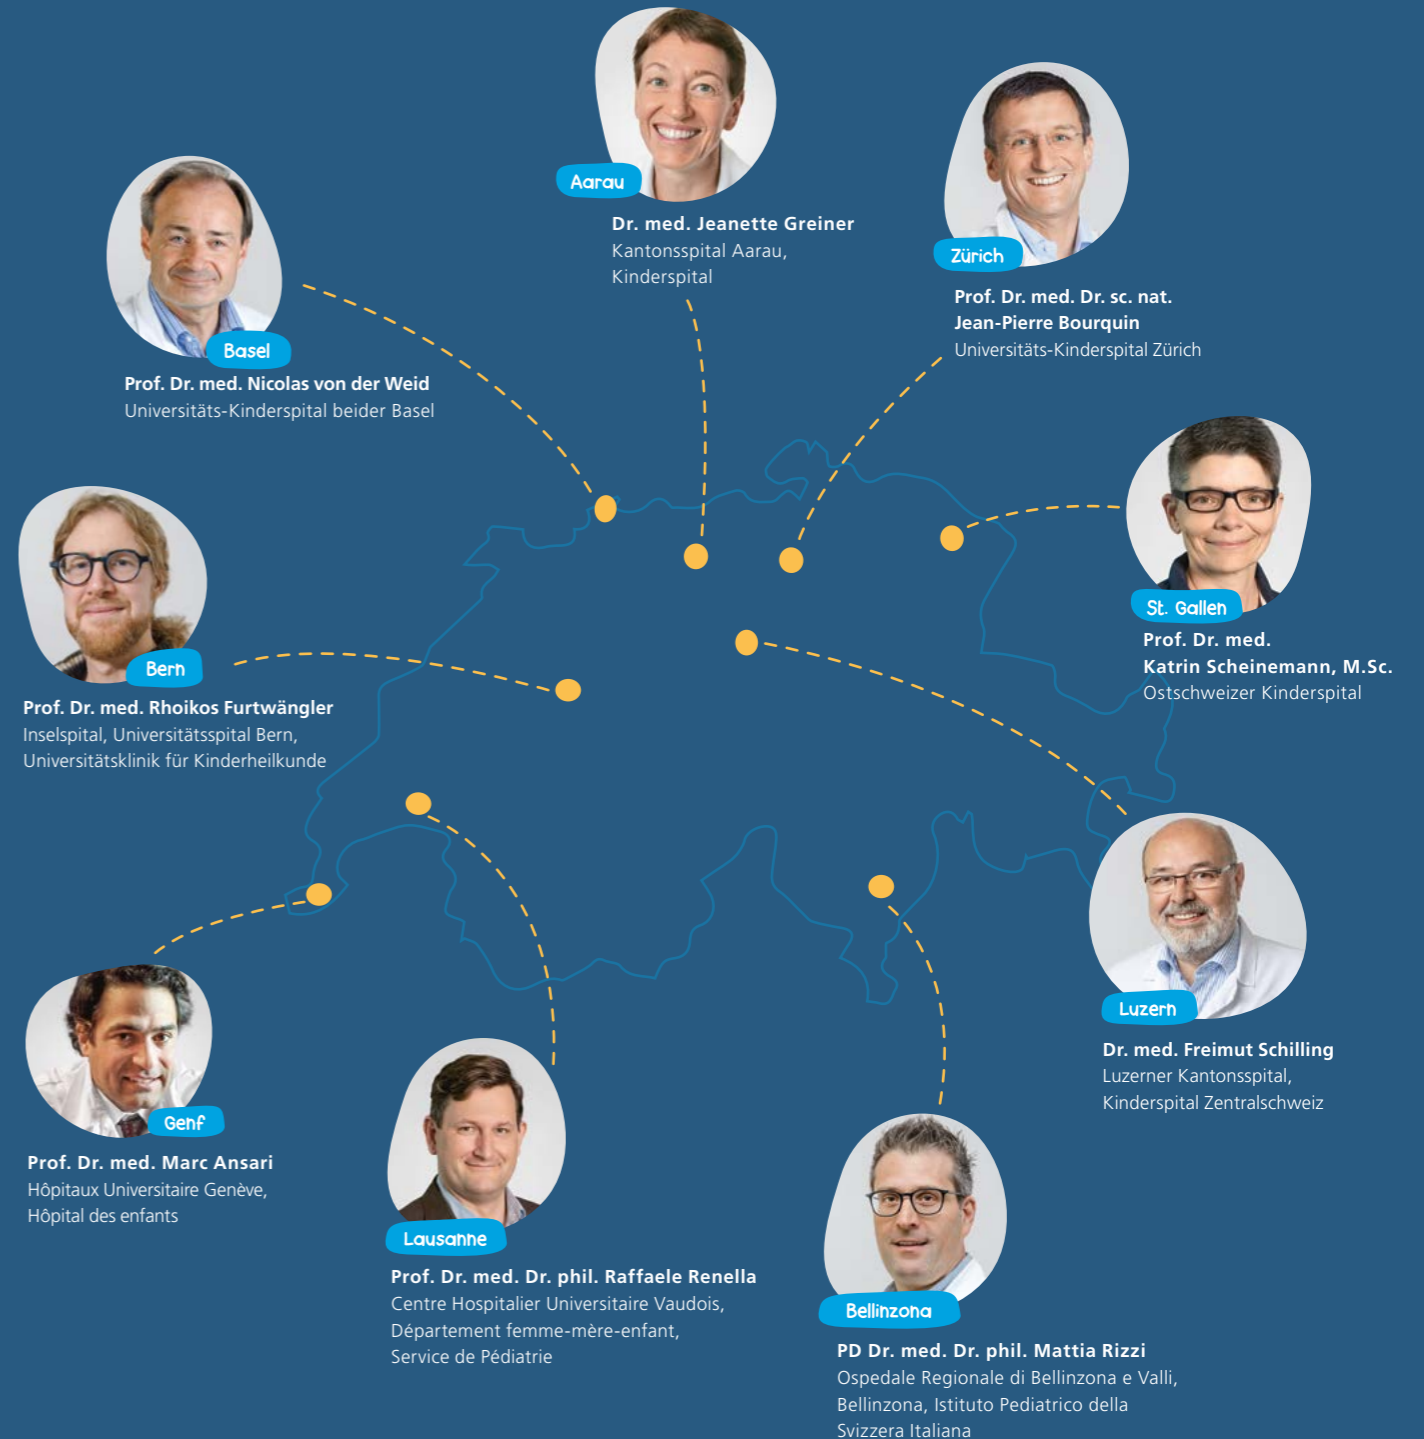 Aarau
Dr. med. Jeanette Greiner
Kantonsspital Aarau,
Kinderspital
Zürich
Prof. Dr. med. Dr. sc. nat.
Jean-Pierre Bourquin
Universitäts-Kinderspital Zürich
Basel
Prof. Dr. med. Nicolas von der Weid
Universitäts-Kinderspital beider Basel
St. Gallen
Prof. Dr. med.
Katrin Scheinemann, M.Sc.
Ostschweizer Kinderspital
Bern
Prof. Dr. med. Rhoikos Furtwängler
Inselspital, Universitätsspital Bern,
Universitätsklinik für Kinderheilkunde
Luzern
Dr. med. Freimut Schilling
Luzerner Kantonsspital,
Kinderspital Zentralschweiz
Genf
Prof. Dr. med. Marc Ansari
Hôpitaux Universitaire Genève,
Hôpital des enfants
Lausanne
Prof. Dr. med. Dr. phil. Raffaele Renella
Centre Hospitalier Universitaire Vaudois,
Département femme-mère-enfant,
Service de Pédiatrie
Bellinzona
PD Dr. med. Dr. phil. Mattia Rizzi
Ospedale Regionale di Bellinzona e Valli,
Bellinzona, Istituto Pediatrico della
Svizzera Italiana